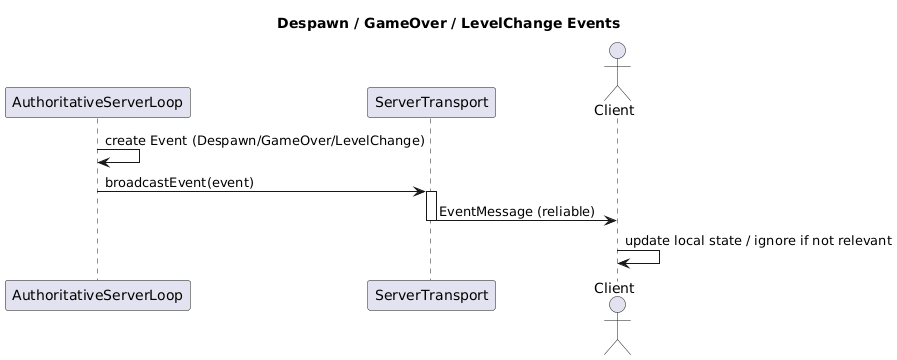 Despawn / GameOver / LevelChange Events
AuthoritativeServerLoop
ServerTransport
Client
create Event (Despawn/GameOver/LevelChange)
broadcastEvent(event)
EventMessage (reliable)
update local state / ignore if not relevant
AuthoritativeServerLoop
ServerTransport
Client